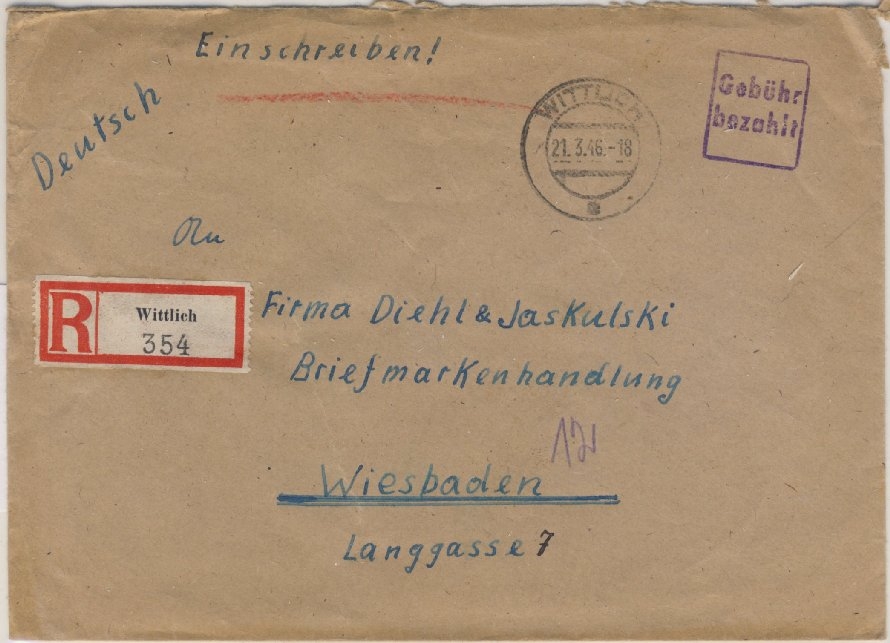 Einschreiben!
Deutsch
WITTLICH
21.3.46.-18
a
Gebühr
bezahlt
An
R
Wittlich
354
Firma Diehl & Jaskulski
Briefmarkenhandlung
Wiesbaden
Langgasse 7